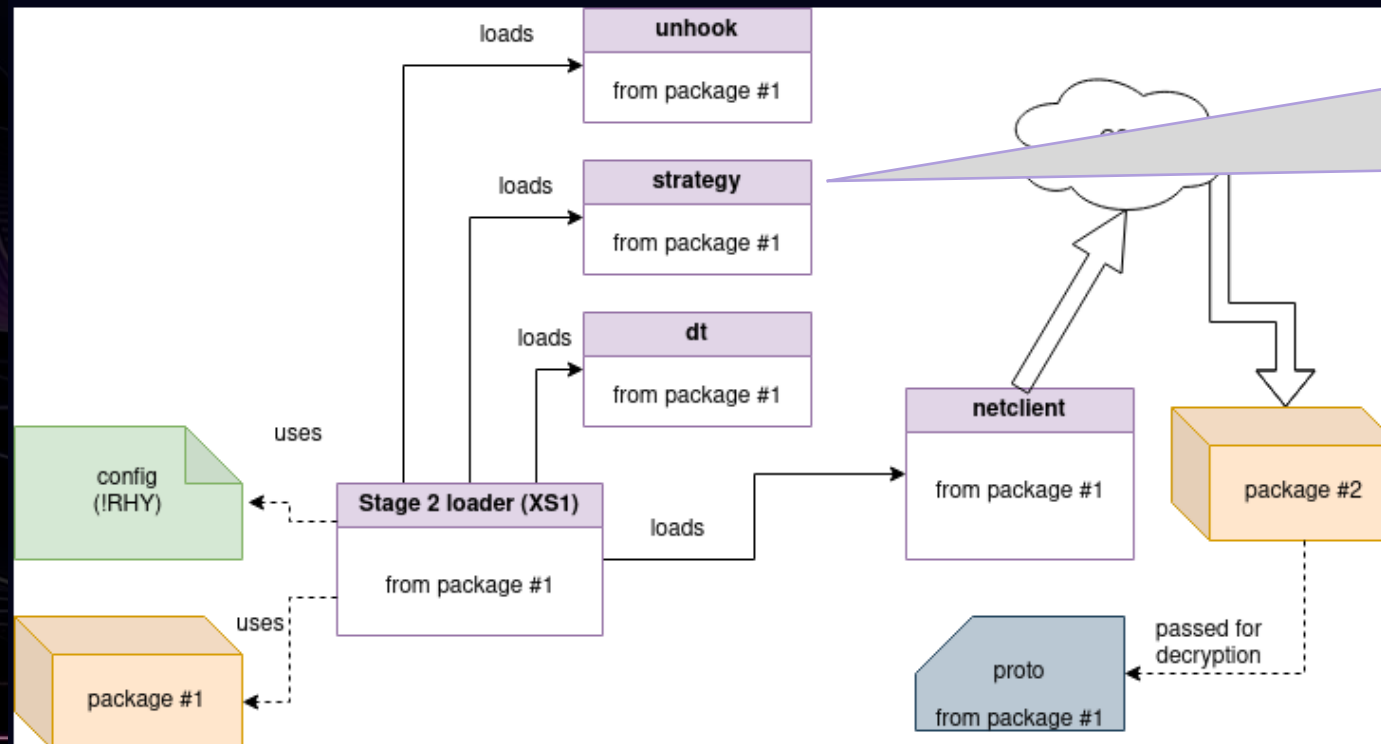 loads
unhook
from package #1
loads
strategy
from package #1
loads
dt
from package #1
netclient
from package #1
package #2
uses
config
(!RHY)
Stage 2 loader (XS1)
from package #1
loads
uses
package #1
proto
from package #1
passed for
decryption